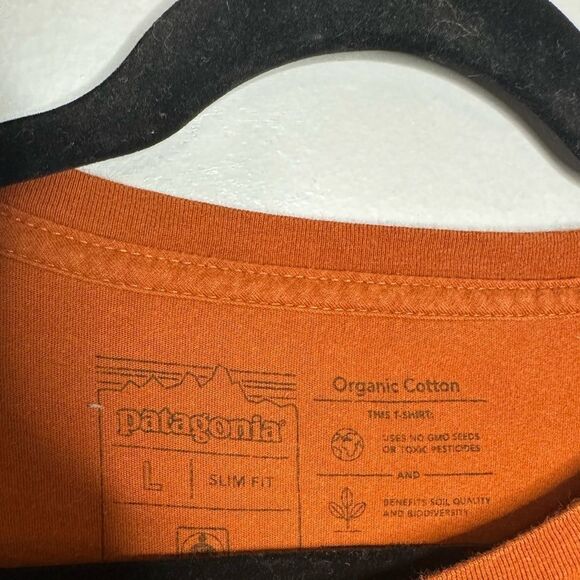 patagonia®
L
SLIM FIT
Organic Cotton
THIS T-SHIRT:
USES NO GMO SEEDS
OR TOXIC PESTICIDES
AND
BENEFITS SOIL QUALITY
AND BIODIVERSITY